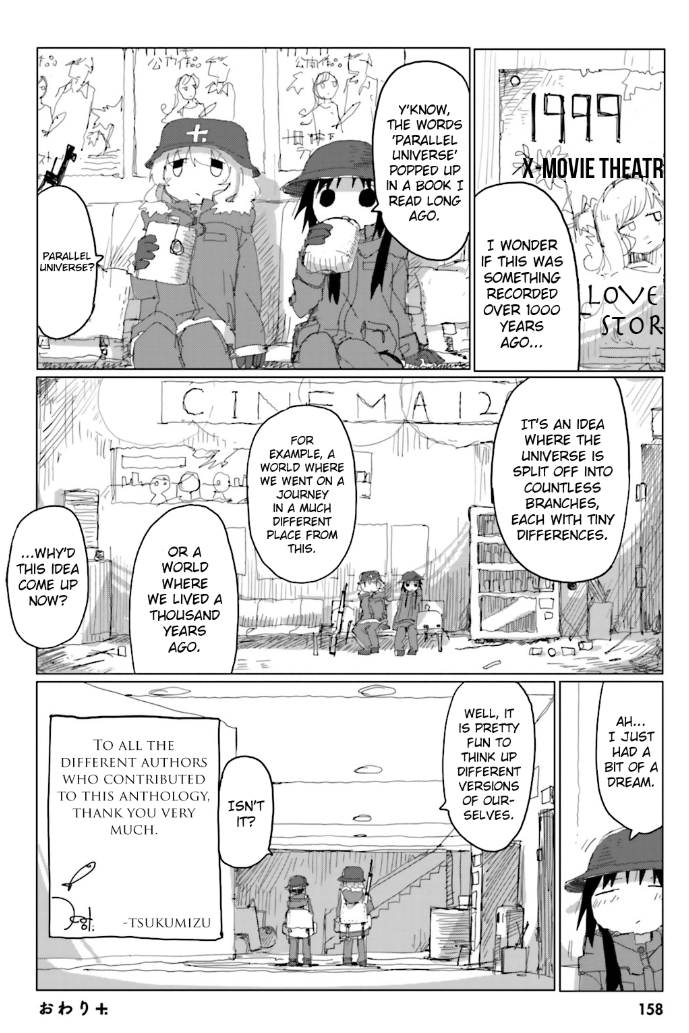 1999
X-MOVIE THEATR
LOVE
STOR
I WONDER
IF THIS WAS
SOMETHING
RECORDED
OVER 1000
YEARS
AGO...
Y'KNOW,
THE WORDS
'PARALLEL
UNIVERSE'
POPPED UP
IN A BOOK I
READ LONG
AGO.
PARALLEL
UNIVERSE?
CINEMA 12
IT'S AN IDEA
WHERE THE
UNIVERSE IS
SPLIT OFF INTO
COUNTLESS
BRANCHES,
EACH WITH TINY
DIFFERENCES.
FOR
EXAMPLE, A
WORLD WHERE
WE WENT ON A
JOURNEY
IN A MUCH
DIFFERENT
PLACE FROM
THIS.
OR A
WORLD
WHERE
WE LIVED A
THOUSAND
YEARS
AGO.
...WHY'D
THIS IDEA
COME UP
NOW?
AH...
I JUST
HAD A
BIT OF A
DREAM.
WELL, IT
IS PRETTY
FUN TO
THINK UP
DIFFERENT
VERSIONS
OF OUR-
SELVES.
ISN'T
IT?
TO ALL THE
DIFFERENT AUTHORS
WHO CONTRIBUTED
TO THIS ANTHOLOGY,
THANK YOU VERY
MUCH.
-TSUKUMIZU
おわり
158